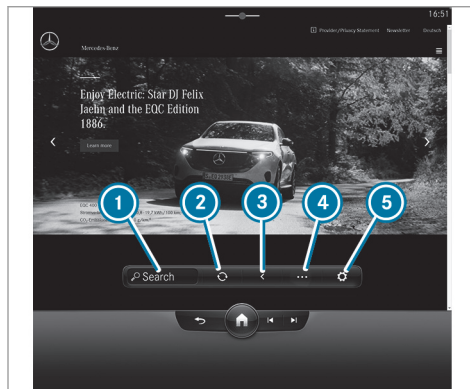 16:51
Provider/Privacy Statement Newsletter Deutsch
Mercedes-Benz
Enjoy Electric: Star DJ Felix
Jaehn and the EQC Edition
1886.
Learn more
1 2 3 4 5
Search